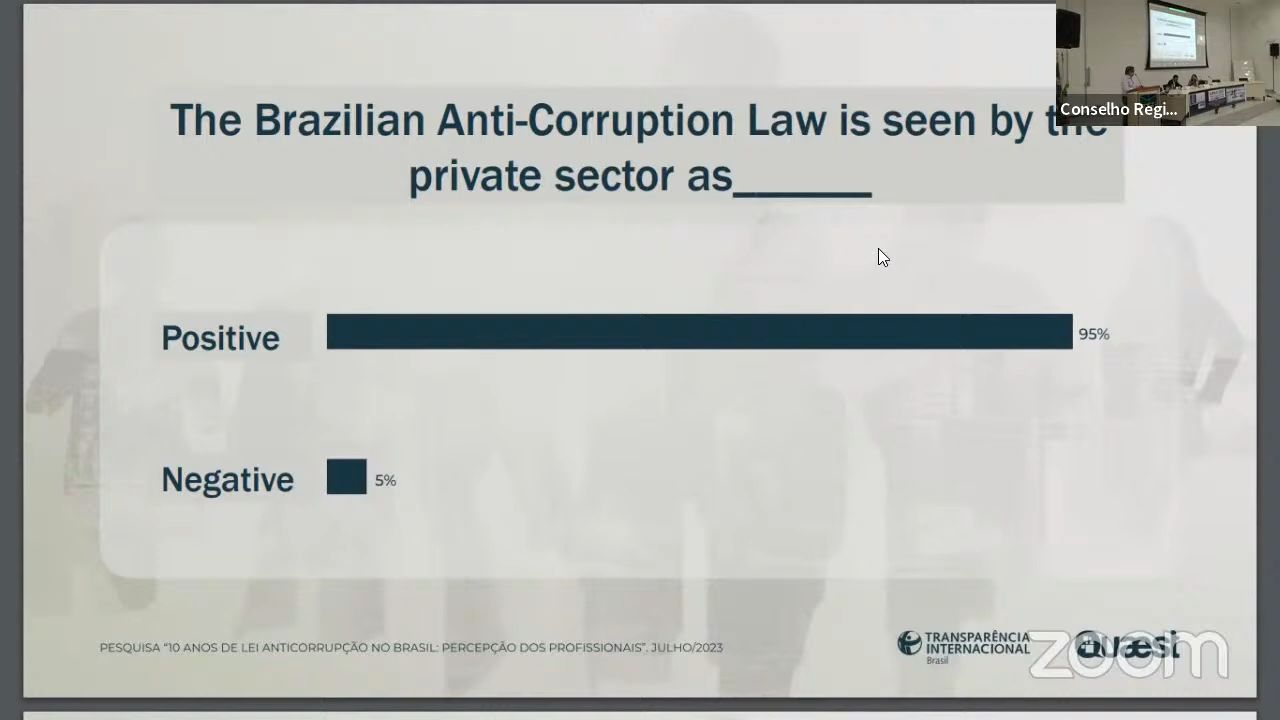 The Brazilian Anti-Corruption Law is seen by the
private sector as______
Conselho Regi...
Positive
95%
Negative
5%
PESQUISA “10 ANOS DE LEI ANTICORRUPÇÃO NO BRASIL: PERCEPÇÃO DOS PROFISSIONAIS”. JULHO/2023
TRANSPARÊNCIA
INTERNACIONAL
Brasil
Quæst
zoom